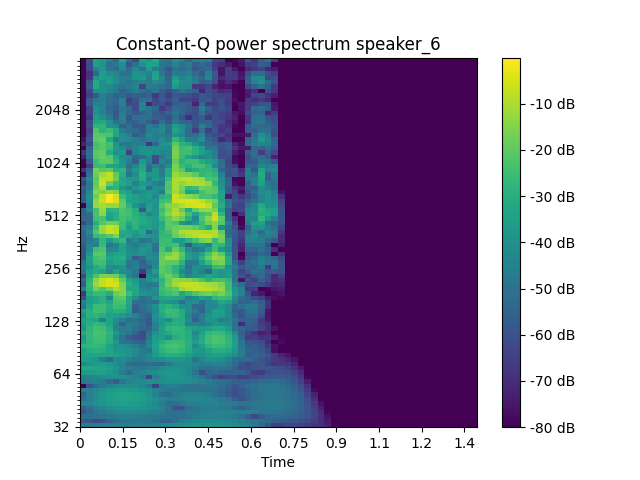 Constant-Q power spectrum speaker_6
Hz
2048
1024
512
256
128
64
32
0 0.15 0.3 0.45 0.6 0.75 0.9 1.1 1.2 1.4
Time
-10 dB
-20 dB
-30 dB
-40 dB
-50 dB
-60 dB
-70 dB
-80 dB